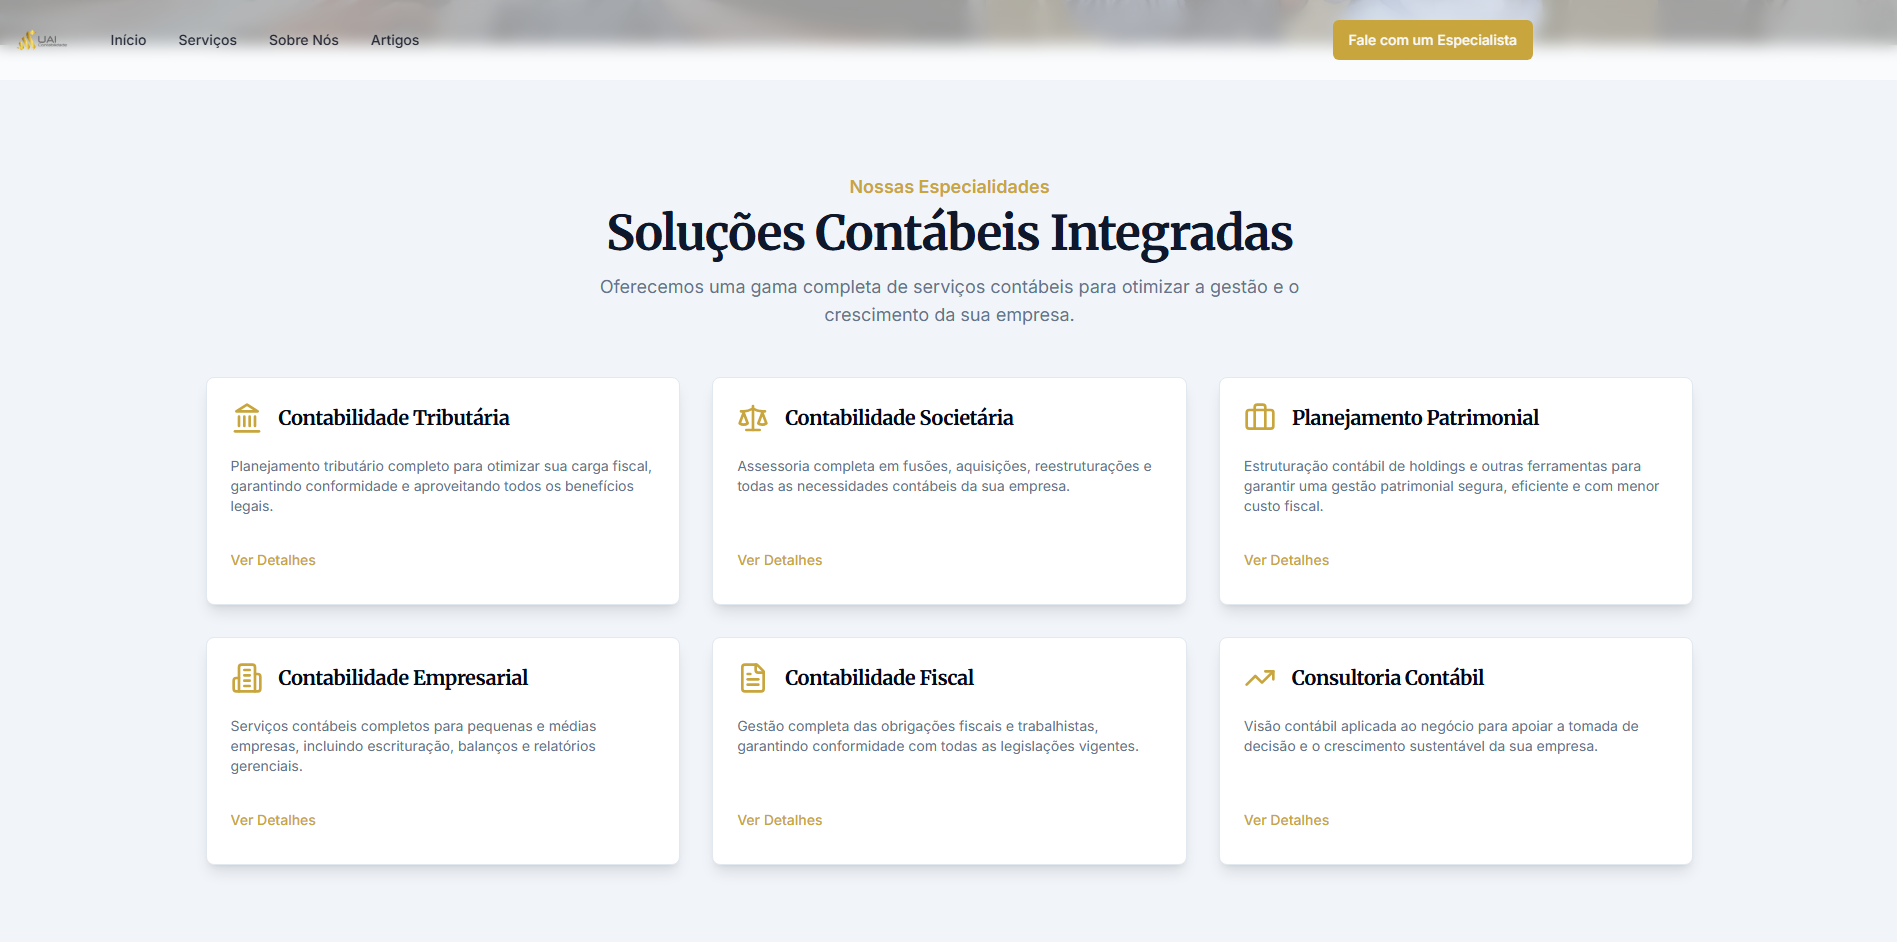 UAI
Início
Serviços
Sobre Nós
Artigos
Fale com um Especialista
Nossas Especialidades
Soluções Contábeis Integradas
Oferecemos uma gama completa de serviços contábeis para otimizar a gestão e o
crescimento da sua empresa.
Contabilidade Tributária
Planejamento tributário completo para otimizar sua carga fiscal,
garantindo conformidade e aproveitando todos os benefícios
legais.
Ver Detalhes
Contabilidade Societária
Assessoria completa em fusões, aquisições, reestruturações e
todas as necessidades contábeis da sua empresa.
Ver Detalhes
Planejamento Patrimonial
Estruturação contábil de holdings e outras ferramentas para
garantir uma gestão patrimonial segura, eficiente e com menor
custo fiscal.
Ver Detalhes
Contabilidade Empresarial
Serviços contábeis completos para pequenas e médias
empresas, incluindo escrituração, balanços e relatórios
gerenciais.
Ver Detalhes
Contabilidade Fiscal
Gestão completa das obrigações fiscais e trabalhistas,
garantindo conformidade com todas as legislações vigentes.
Ver Detalhes
Consultoria Contábil
Visão contábil aplicada ao negócio para apoiar a tomada de
decisão e o crescimento sustentável da sua empresa.
Ver Detalhes